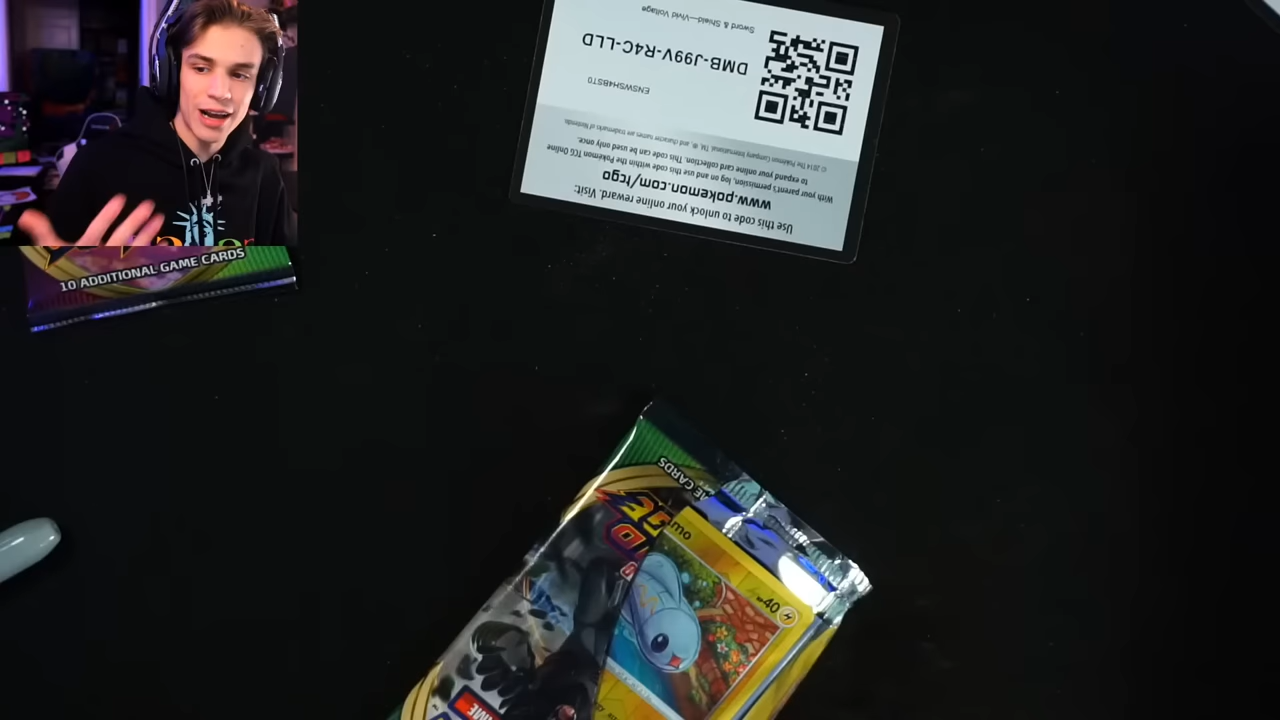 10 ADDITIONAL GAME CARDS
Use this code to unlock your online reward. Visit:
www.pokemon.com/tcgo
With your parent's permission, log on and use this code within the Pokémon TCG Online
to expand your online card collection. This code can be used only once.
© 2014 The Pokémon Company International. TM, ®, and character names are trademarks of Nintendo.
ENSWSH4BST0
DMB-J99V-R4C-LLD
Sword & Shield—Vivid Voltage
ME CARDS
40